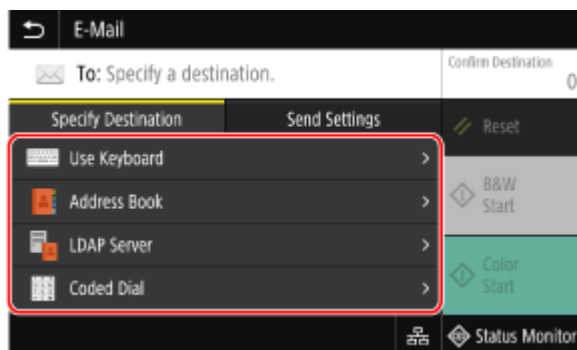 E-Mail
To: Specify a destination.
Confirm Destination
0
Specify Destination
Send Settings
Reset
Use Keyboard
Address Book
B&W
Start
LDAP Server
Color
Start
Coded Dial
Status Monitor